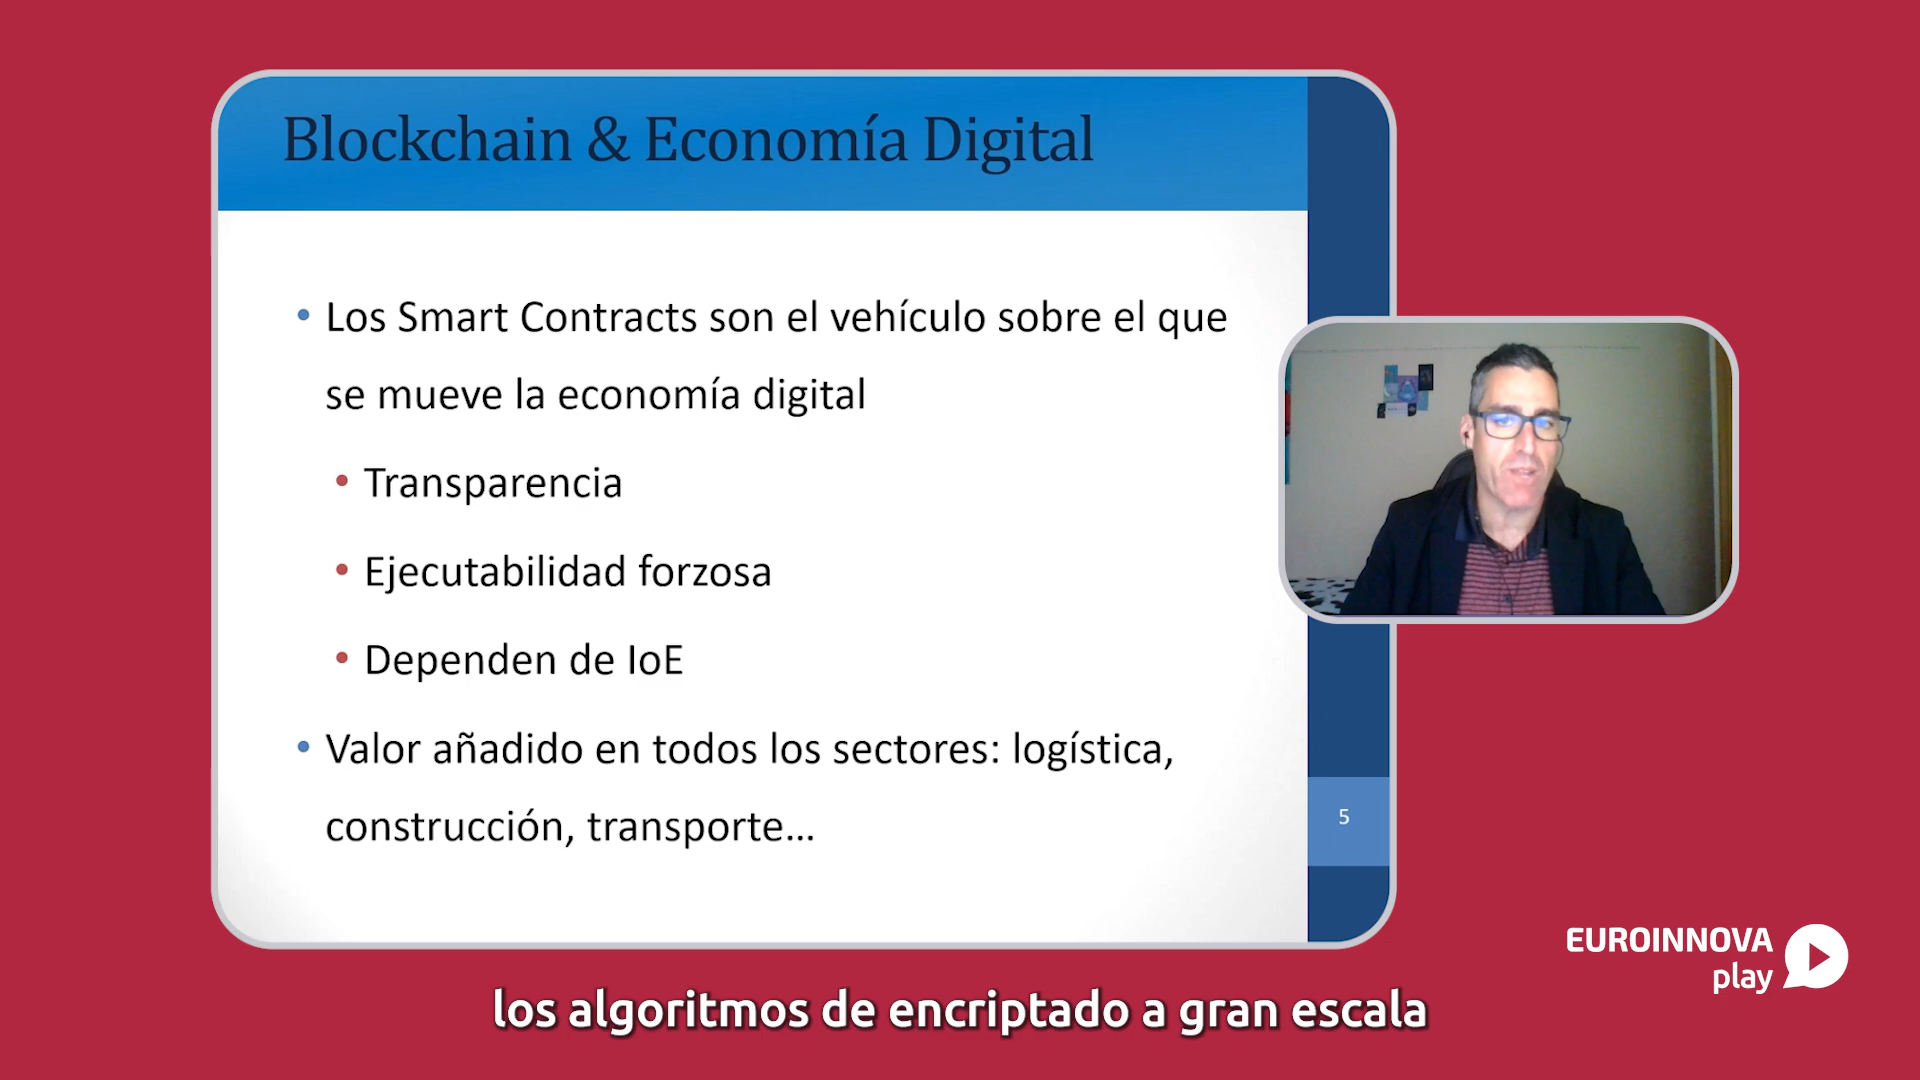 Blockchain & Economía Digital
• Los Smart Contracts son el vehículo sobre el que
se mueve la economía digital
• Transparencia
• Ejecutabilidad forzosa
• Dependen de IoE
• Valor añadido en todos los sectores: logística,
construcción, transporte...
5
EUROINNOVA
play
los algoritmos de encriptado a gran escala